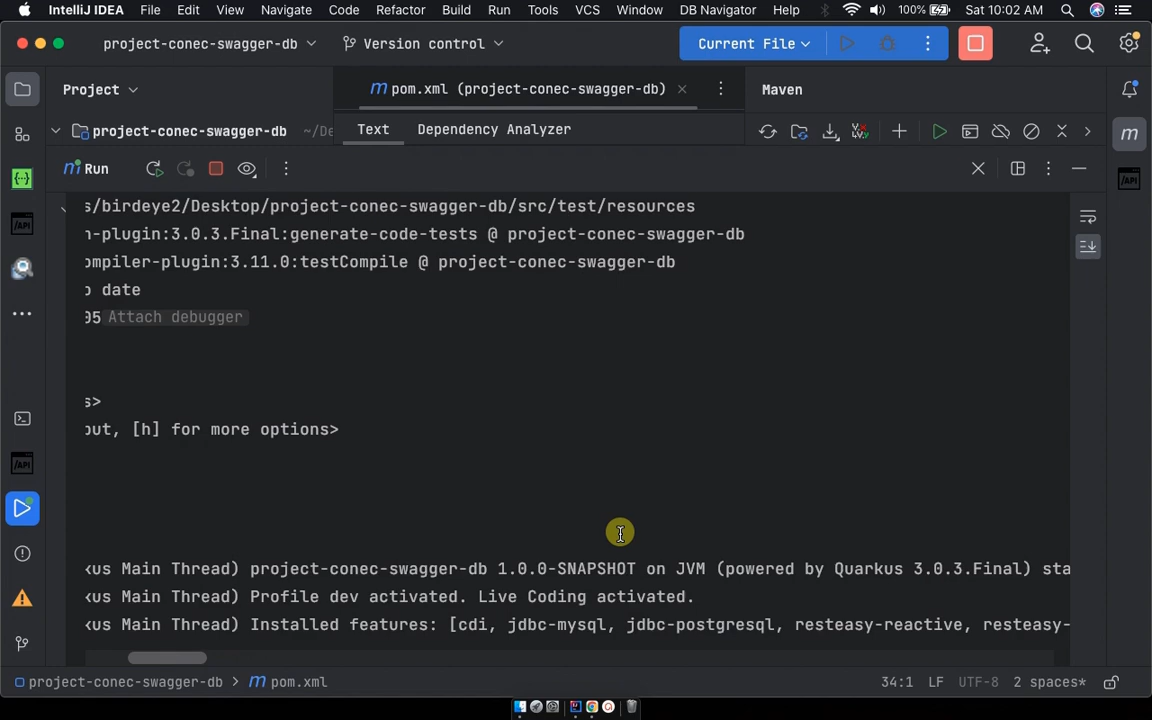 IntelliJ IDEA File Edit View Navigate Code Refactor Build Run Tools VCS Window DB Navigator Help 100% Sat 10:02 AM
project-conec-swagger-db Version control Current File
Project pom.xml (project-conec-swagger-db) Maven
project-conec-swagger-db ~/De Text Dependency Analyzer
Run
s/birdeye2/Desktop/project-conec-swagger-db/src/test/resources
n-plugin:3.0.3.Final:generate-code-tests @ project-conec-swagger-db
ompiler-plugin:3.11.0:testCompile @ project-conec-swagger-db
o date
05 Attach debugger
s>
out, [h] for more options>
kus Main Thread) project-conec-swagger-db 1.0.0-SNAPSHOT on JVM (powered by Quarkus 3.0.3.Final) sta
kus Main Thread) Profile dev activated. Live Coding activated.
kus Main Thread) Installed features: [cdi, jdbc-mysql, jdbc-postgresql, resteasy-reactive, resteasy-
project-conec-swagger-db > pom.xml 34:1 LF UTF-8 2 spaces*